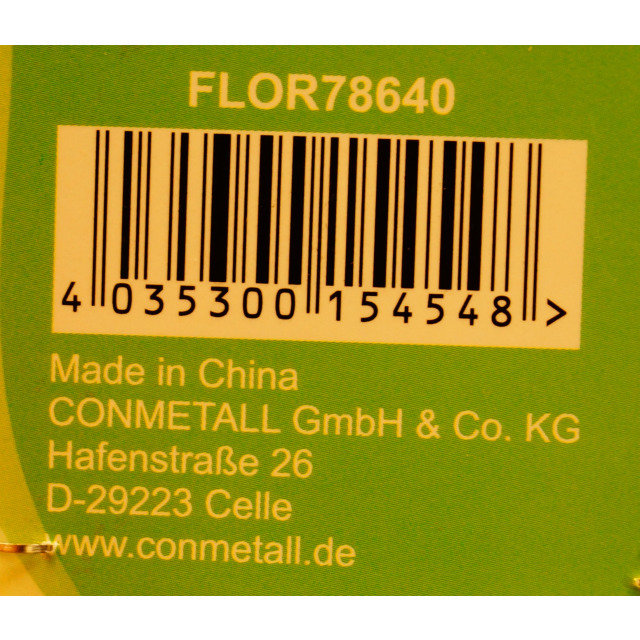 FLOR78640
4 035300 154548 >
Made in China
CONMETALL GmbH & Co. KG
Hafenstraße 26
D-29223 Celle
www.conmetall.de